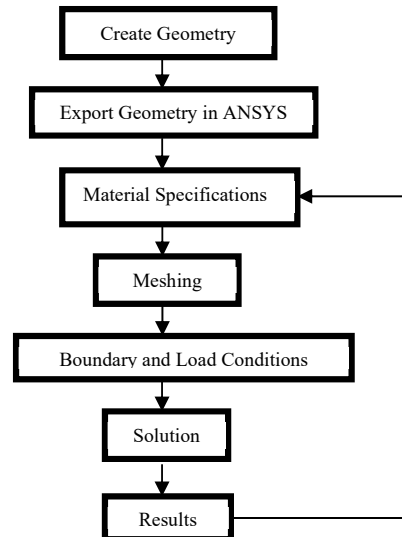 Create Geometry
Export Geometry in ANSYS
Material Specifications
Meshing
Boundary and Load Conditions
Solution
Results